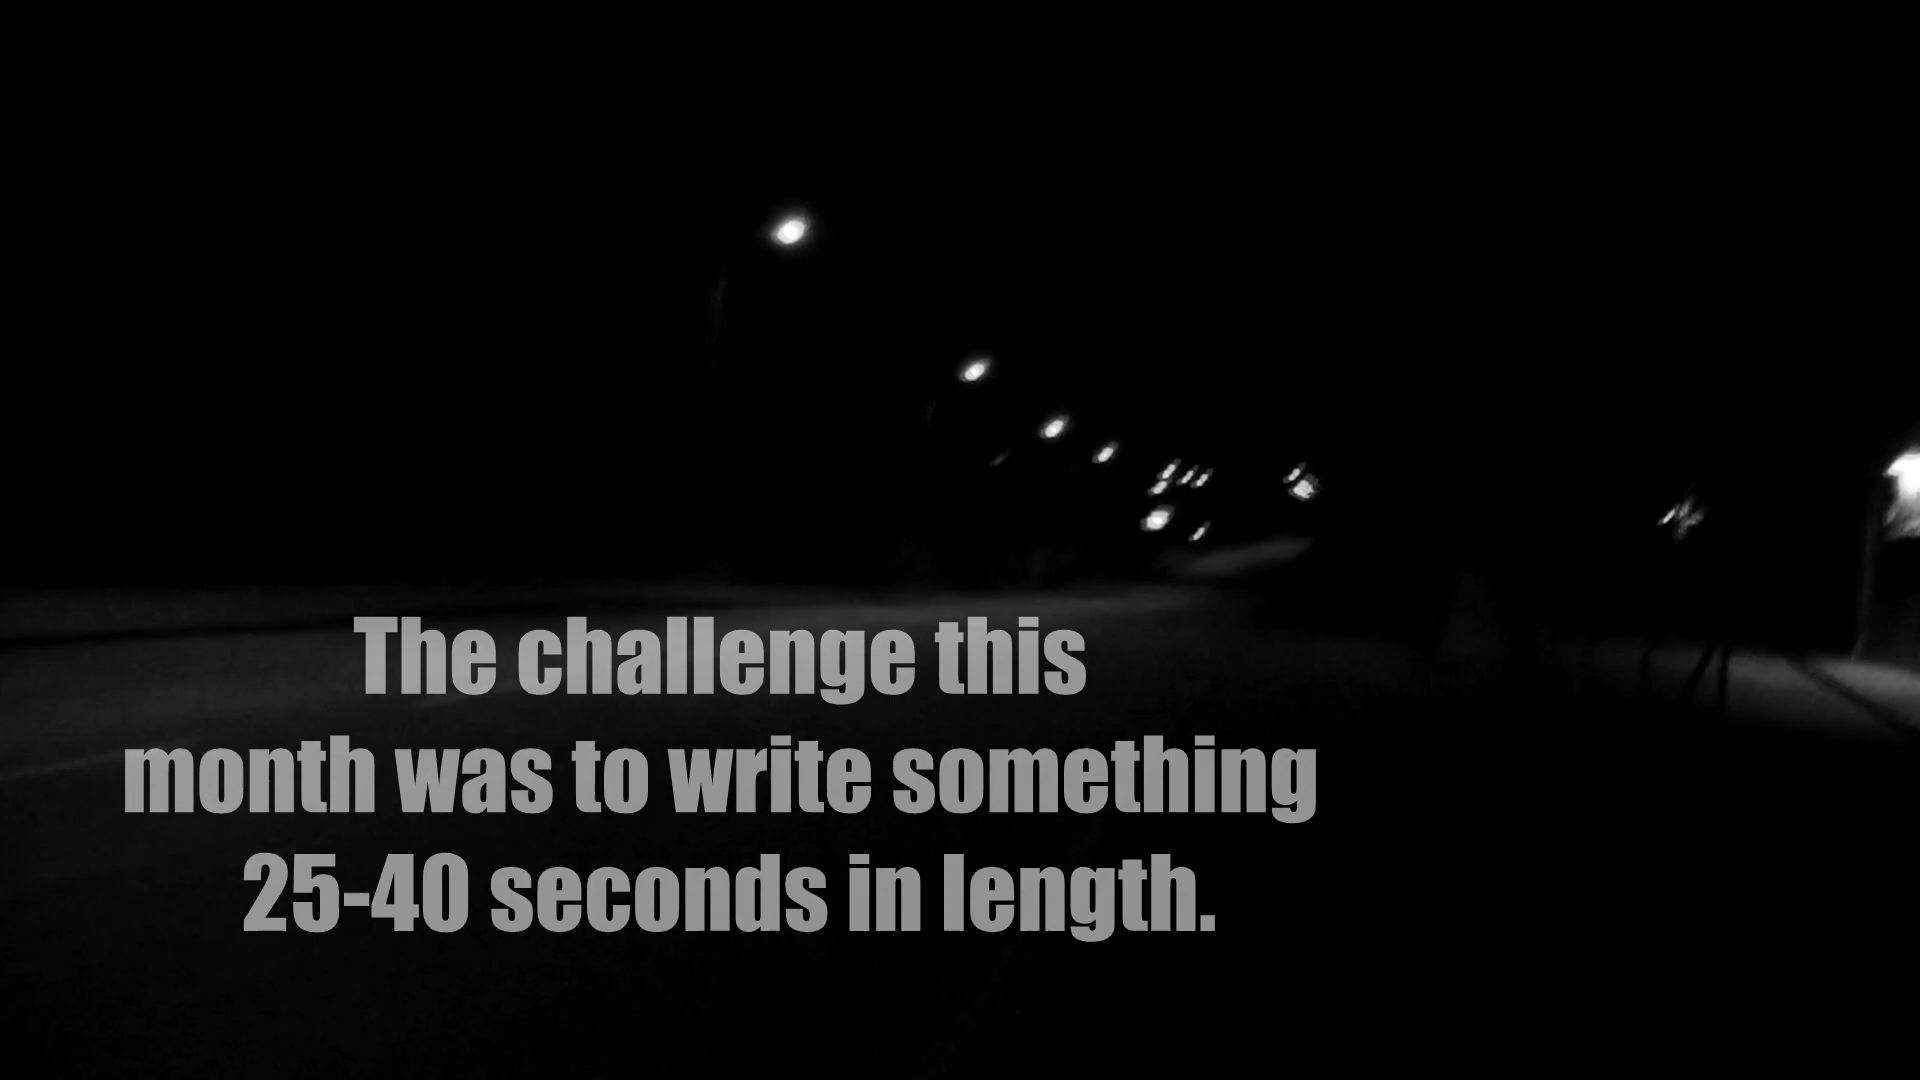 The challenge this
month was to write something
25-40 seconds in length.